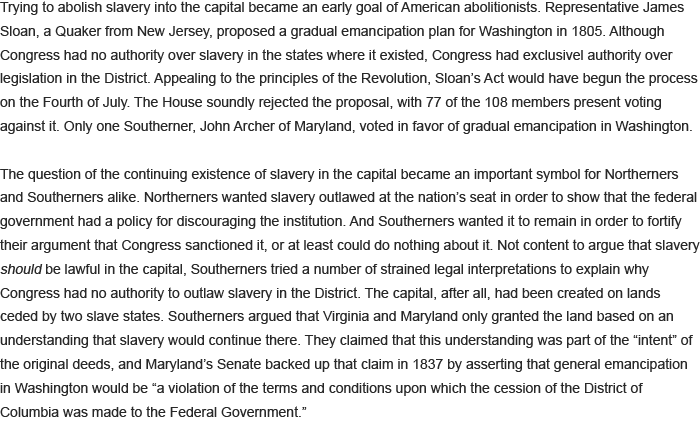 Trying to abolish slavery into the capital became an early goal of American abolitionists. Representative James
Sloan, a Quaker from New Jersey, proposed a gradual emancipation plan for Washington in 1805. Although
Congress had no authority over slavery in the states where it existed, Congress had exclusivel authority over
legislation in the District. Appealing to the principles of the Revolution, Sloan’s Act would have begun the process
on the Fourth of July. The House soundly rejected the proposal, with 77 of the 108 members present voting
against it. Only one Southerner, John Archer of Maryland, voted in favor of gradual emancipation in Washington.

The question of the continuing existence of slavery in the capital became an important symbol for Northerners
and Southerners alike. Northerners wanted slavery outlawed at the nation’s seat in order to show that the federal
government had a policy for discouraging the institution. And Southerners wanted it to remain in order to fortify
their argument that Congress sanctioned it, or at least could do nothing about it. Not content to argue that slavery
should be lawful in the capital, Southerners tried a number of strained legal interpretations to explain why
Congress had no authority to outlaw slavery in the District. The capital, after all, had been created on lands
ceded by two slave states. Southerners argued that Virginia and Maryland only granted the land based on an
understanding that slavery would continue there. They claimed that this understanding was part of the “intent” of
the original deeds, and Maryland’s Senate backed up that claim in 1837 by asserting that general emancipation
in Washington would be “a violation of the terms and conditions upon which the cession of the District of
Columbia was made to the Federal Government.”